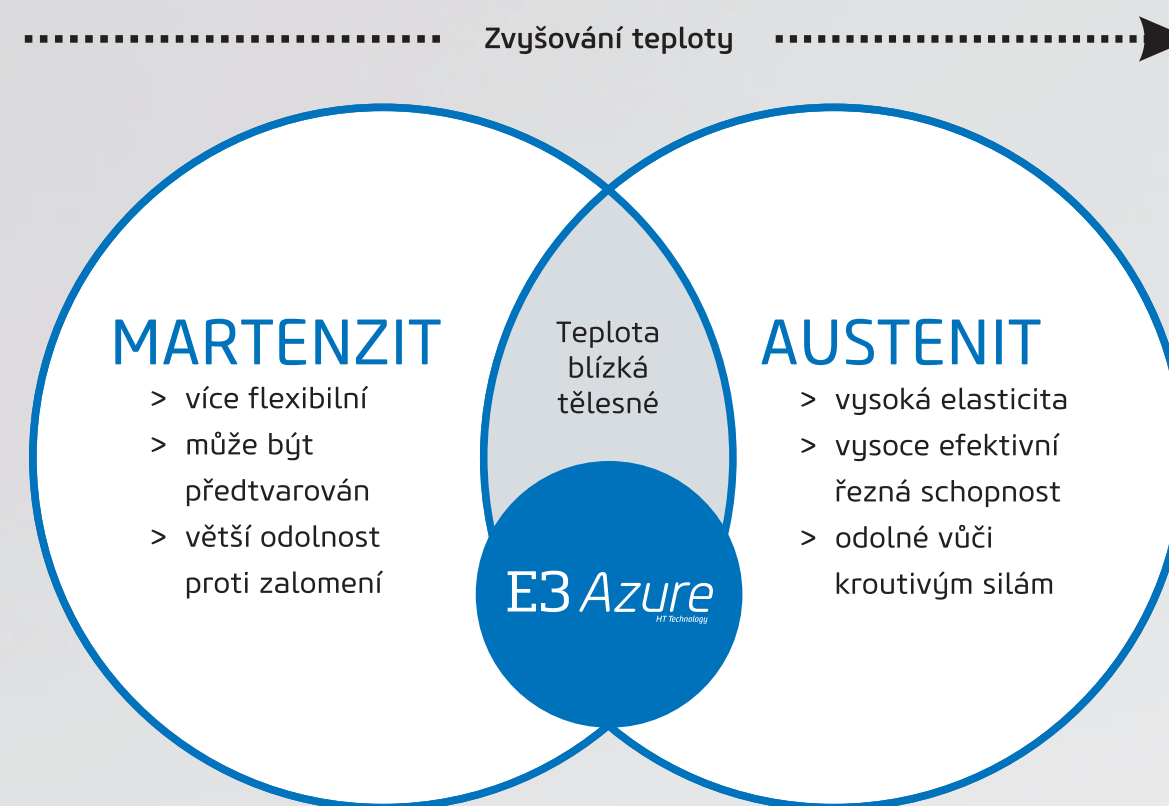 Zvyšování teploty
MARTENZIT
> více flexibilní
> může být
předtvarován
> větší odolnost
proti zalomení
Teplota
blízká
tělesné
E3 Azure
HT Technology
AUSTENIT
> vysoká elasticita
> vysoce efektivní
řezná schopnost
> odolné vůči
kroutivým silám